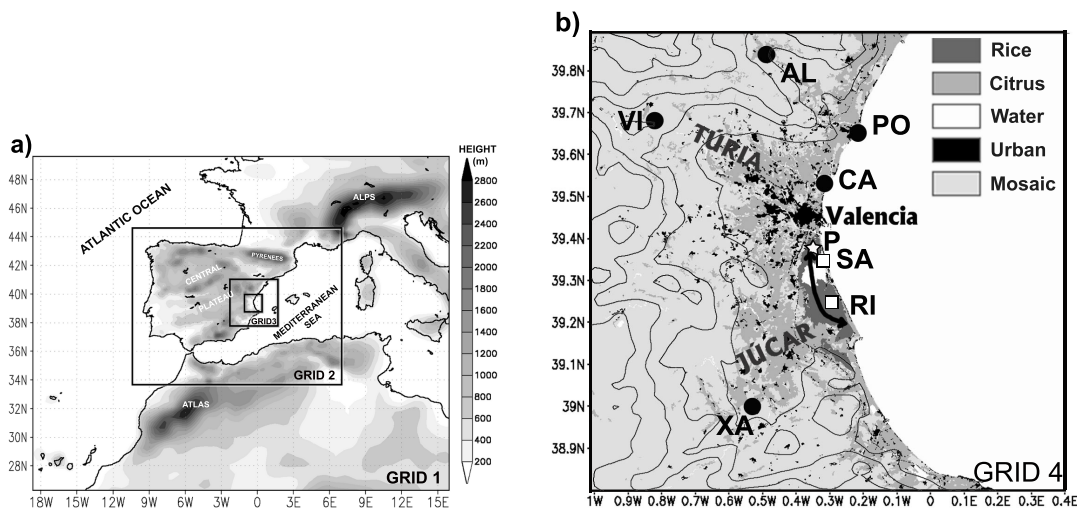 a)
HEIGHT
(m)
2800
2600
2400
2200
2000
1800
1600
1400
1200
1000
800
600
400
200
ATLANTIC OCEAN
ALPS
PYRENEES
CENTRAL
PLATEAU
GRID3
MEDITERRANEAN
SEA
GRID 2
ATLAS
GRID 1
48N
46N
44N
42N
40N
38N
36N
34N
32N
30N
28N
18W 15W 12W 9W 6W 3W 0 3E 6E 9E 12E 15E
b)
Rice
Citrus
Water
Urban
Mosaic
AL
VI
PO
TÚRIA
CA
Valencia
P
SA
RI
JÚCAR
XA
GRID 4
39.8N
39.7N
39.6N
39.5N
39.4N
39.3N
39.2N
39.1N
39N
38.9N
1W 0.9W 0.8W 0.7W 0.6W 0.5W 0.4W 0.3W 0.2W 0.1W 0 0.1E 0.2E 0.3E 0.4E